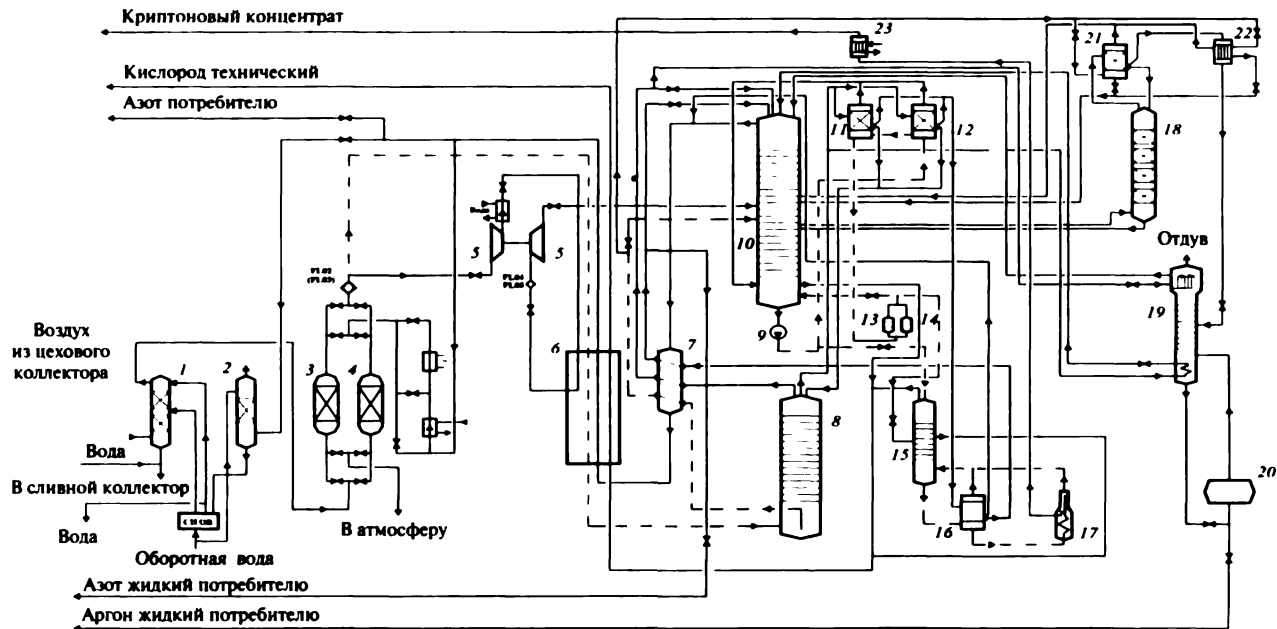 Криптоновый концентрат
23
21
22
Кислород технический
Азот потребителю
11
12
18
Вода
5
5
10
Отдув
Воздух
из цехового
коллектора
1
2
3
4
6
7
9
13
14
19
8
15
Вода
В сливной коллектор
Вода
В атмосферу
16
17
20
Оборотная вода
Азот жидкий потребителю
Аргон жидкий потребителю